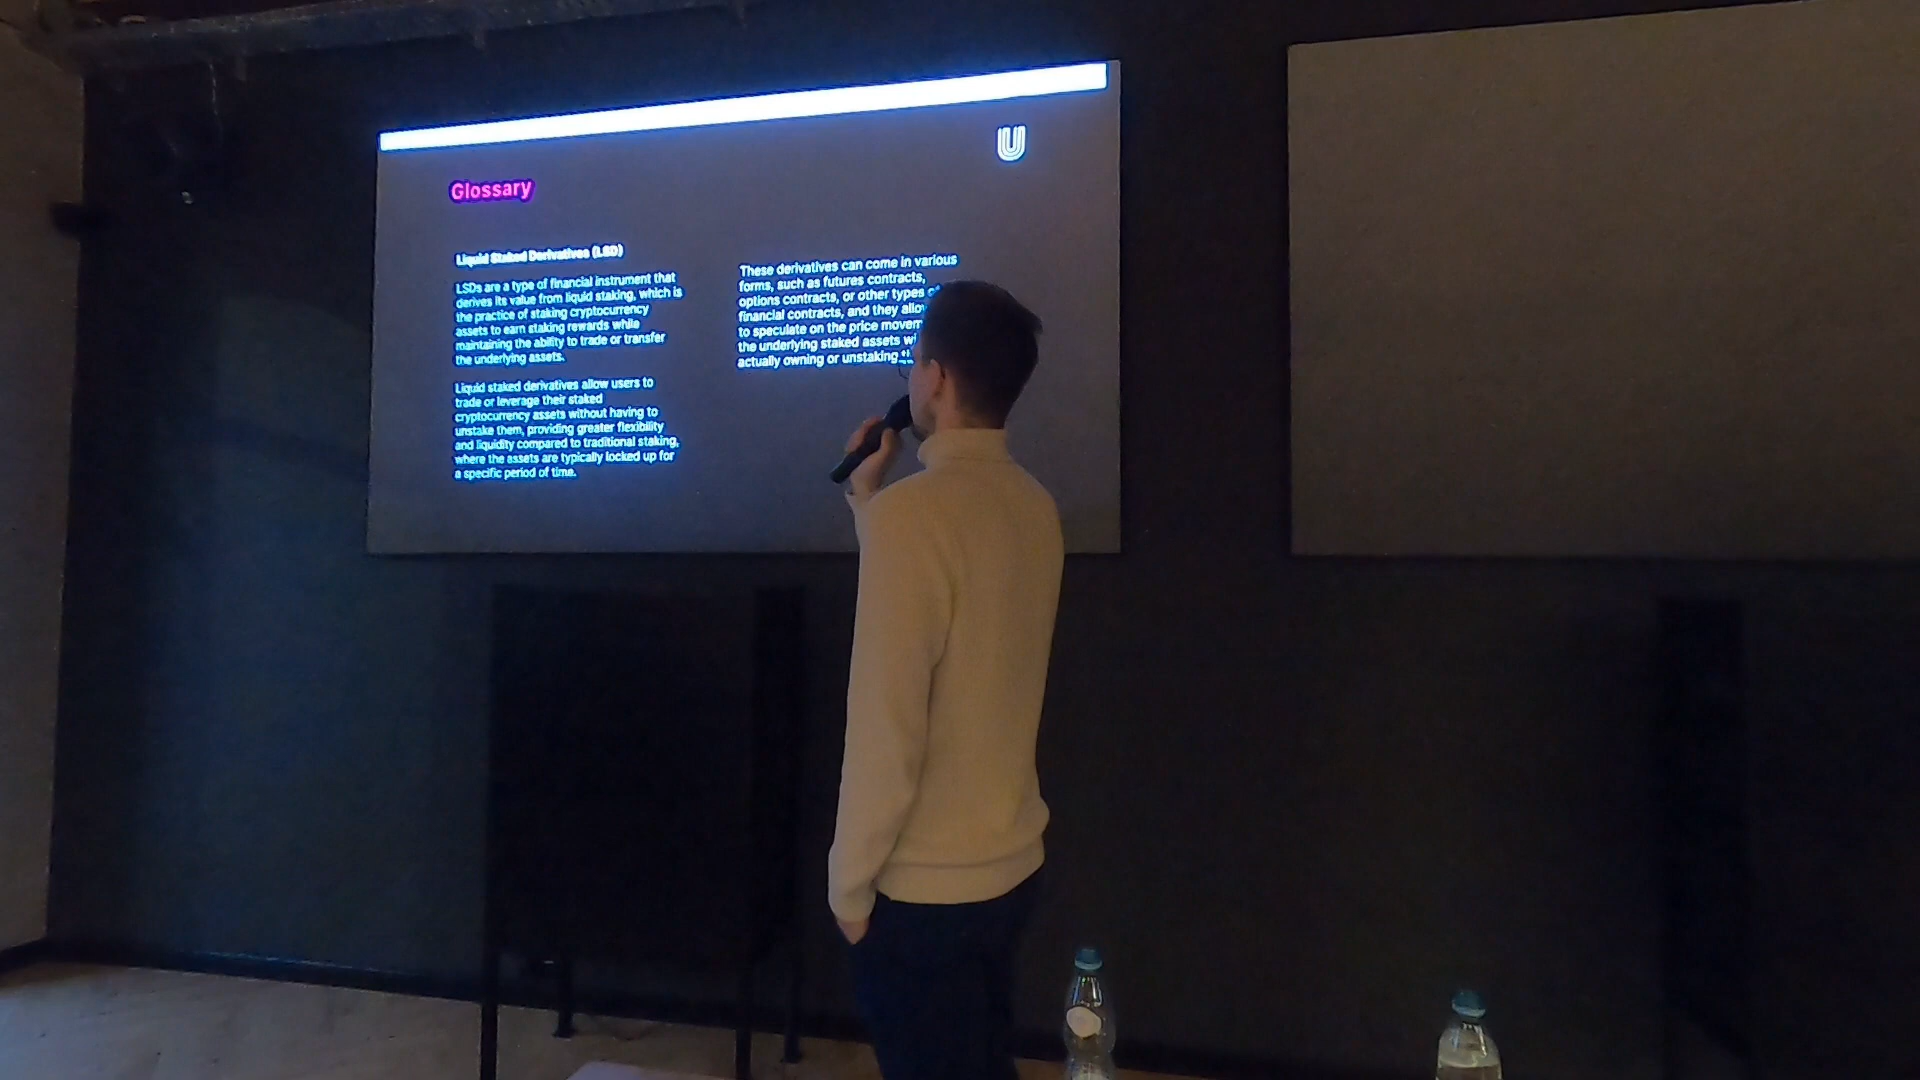 U
Glossary
Liquid Staked Derivatives (LSD)
LSDs are a type of financial instrument that
derives its value from liquid staking, which is
the practice of staking cryptocurrency
assets to earn staking rewards while
maintaining the ability to trade or transfer
the underlying assets.
Liquid staked derivatives allow users to
trade or leverage their staked
cryptocurrency assets without having to
unstake them, providing greater flexibility
and liquidity compared to traditional staking,
where the assets are typically locked up for
a specific period of time.
These derivatives can come in various
forms, such as futures contracts,
options contracts, or other types
financial contracts, and they
to speculate on the price
the underlying staked assets
actually owning or unstaking